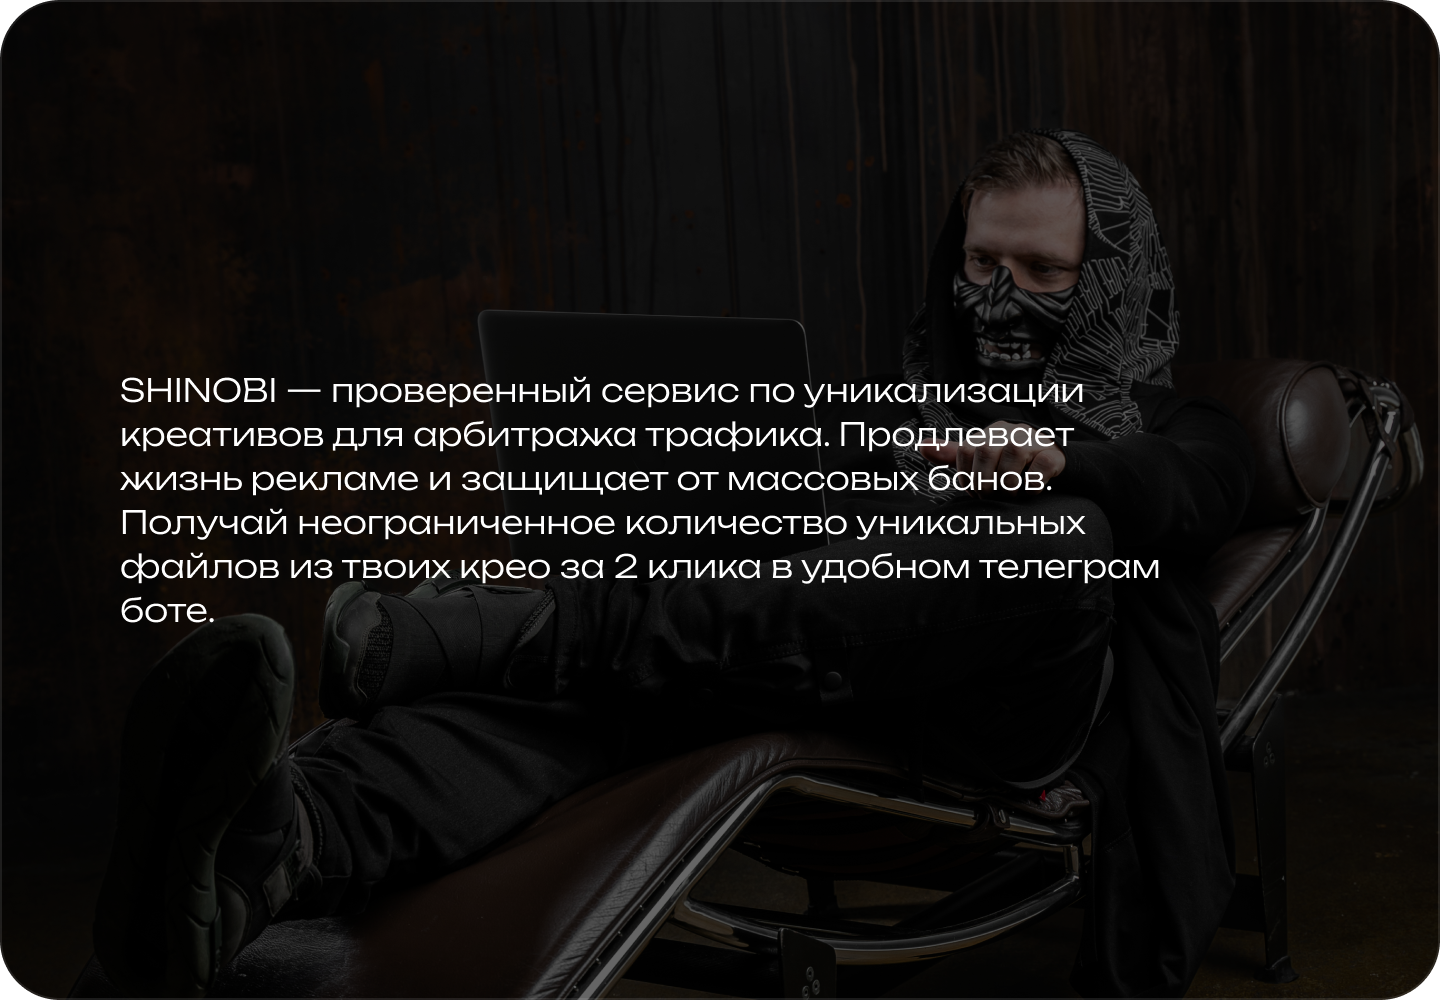 SHINOBI — проверенный сервис по уникализации
креативов для арбитража трафика. Продлевает
жизнь рекламе и защищает от массовых банов.
Получай неограниченное количество уникальных
файлов из твоих крео за 2 клика в удобном телеграм
боте.